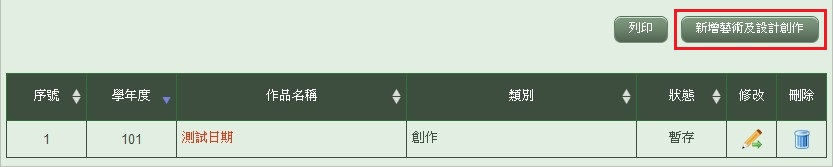 列印 新增藝術及設計創作
序號 學年度 作品名稱 類別 狀態 修改 刪除
1 101 測試日期 創作 暫存